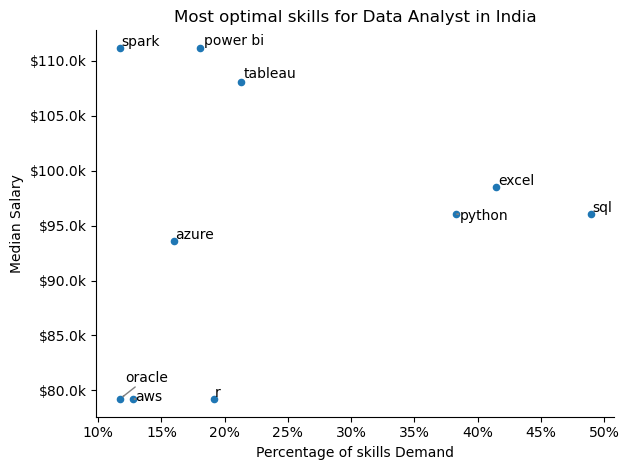 Most optimal skills for Data Analyst in India
spark
power bi
$110.0k
tableau
$105.0k
$100.0k
excel
sql
python
$95.0k
azure
Median Salary
$90.0k
$85.0k
oracle
$80.0k
aws
r
10% 15% 20% 25% 30% 35% 40% 45% 50%
Percentage of skills Demand